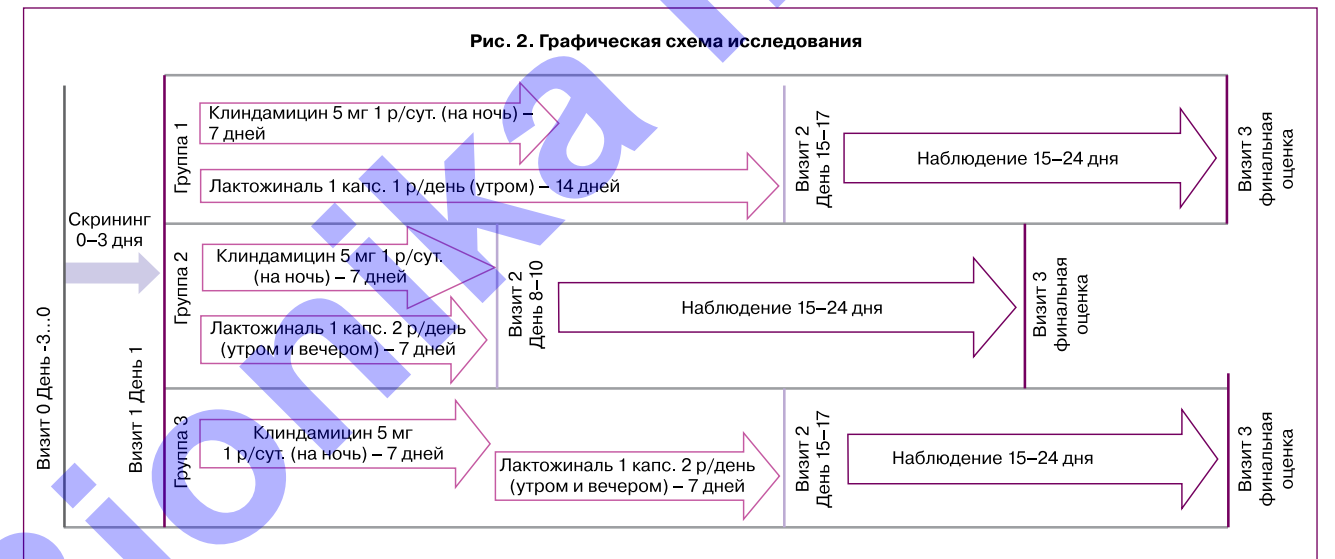 Рис. 2. Графическая схема исследования
Визит 0 День -3...0
Скрининг
0–3 дня
Визит 1 День 1
Группа 1
Клиндамицин 5 мг 1 р/сут. (на ночь) –
7 дней
Лактожиналь 1 капс. 1 р/день (утром) – 14 дней
Визит 2
День 15–17
Наблюдение 15–24 дня
Визит 3
финальная
оценка
Группа 2
Клиндамицин 5 мг 1 р/сут.
(на ночь) – 7 дней
Лактожиналь 1 капс. 2 р/день
(утром и вечером) – 7 дней
Визит 2
День 8–10
Наблюдение 15–24 дня
Визит 3
финальная
оценка
Группа 3
Клиндамицин 5 мг
1 р/сут. (на ночь) – 7 дней
Лактожиналь 1 капс. 2 р/день
(утром и вечером) – 7 дней
Визит 2
День 15–17
Наблюдение 15–24 дня
Визит 3
финальная
оценка